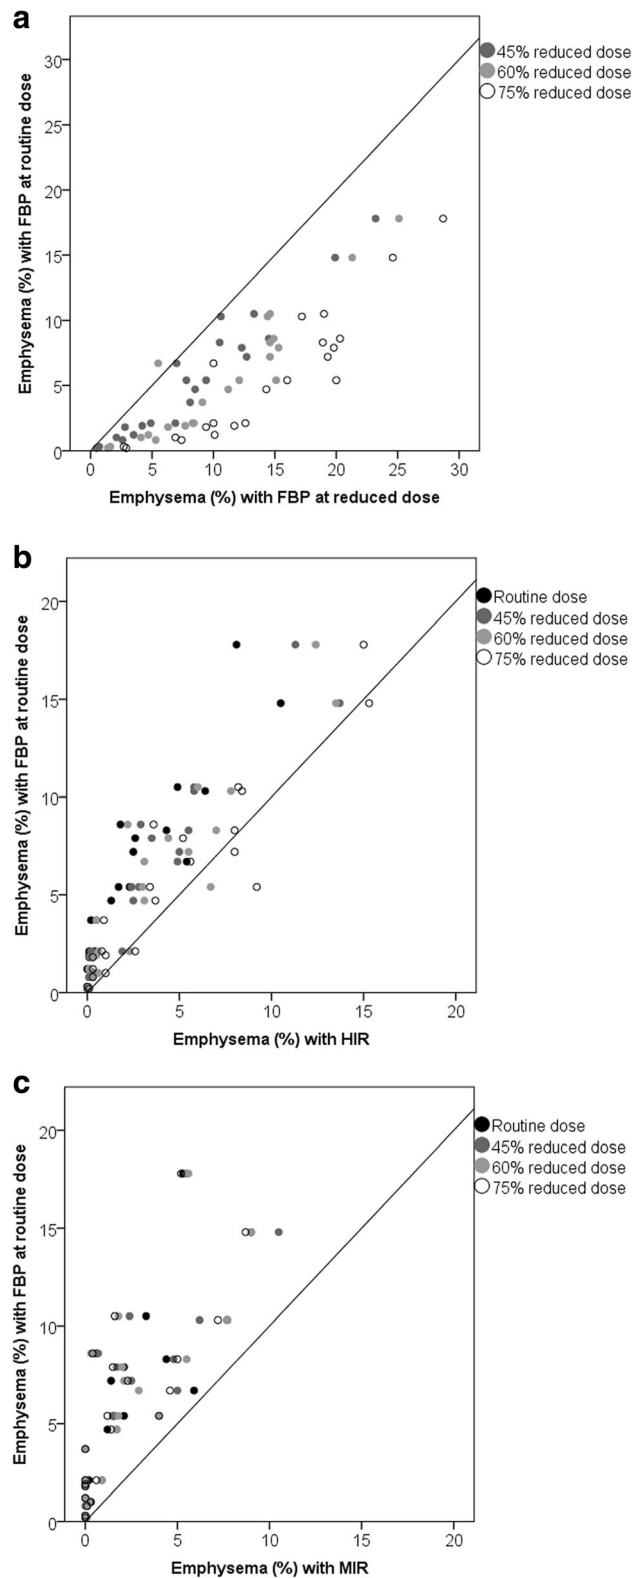 a
45% reduced dose
60% reduced dose
75% reduced dose
Emphysema (%) with FBP at routine dose
30
25
20
15
10
5
0
0 5 10 15 20 25 30
Emphysema (%) with FBP at reduced dose
b
Routine dose
45% reduced dose
60% reduced dose
75% reduced dose
Emphysema (%) with FBP at routine dose
20
15
10
5
0
0 5 10 15 20
Emphysema (%) with HIR
c
Routine dose
45% reduced dose
60% reduced dose
75% reduced dose
Emphysema (%) with FBP at routine dose
20
15
10
5
0
0 5 10 15 20
Emphysema (%) with MIR